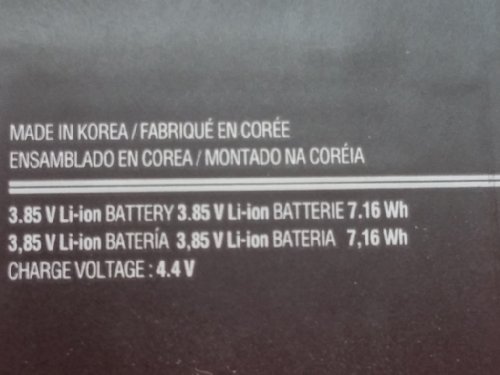 MADE IN KOREA / FABRIQUÉ EN CORÉE
ENSAMBLADO EN COREA / MONTADO NA CORÉIA
3.85 V Li-ion BATTERY 3.85 V Li-ion BATTERIE 7.16 Wh
3,85 V Li-ion BATERÍA 3,85 V Li-ion BATERIA 7,16 Wh
CHARGE VOLTAGE : 4.4 V